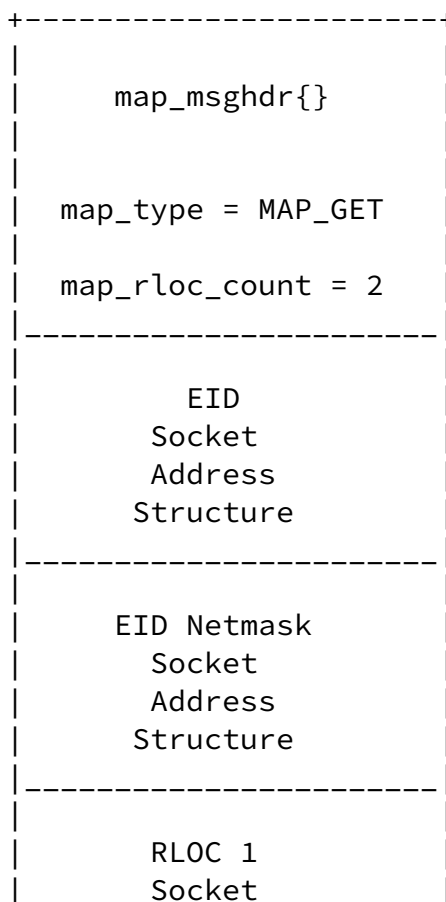 +-----------------------+
map_msghdr{}
map_type = MAP_GET
map_rloc_count = 2
EID
Socket
Address
Structure
EID Netmask
Socket
Address
Structure
RLOC 1
Socket